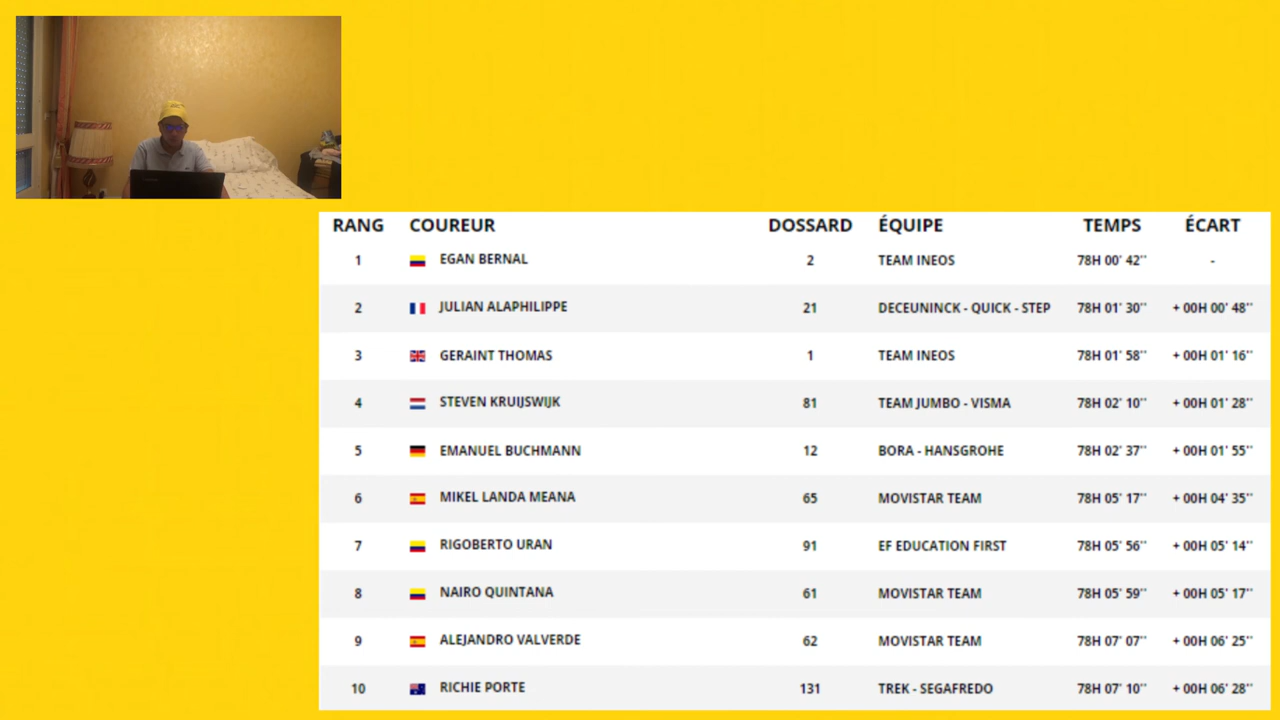 RANG COUREUR DOSSARD ÉQUIPE TEMPS ÉCART
1 EGAN BERNAL 2 TEAM INEOS 78H 00' 42'' -
2 JULIAN ALAPHILIPPE 21 DECEUNINCK - QUICK - STEP 78H 01' 30'' + 00H 00' 48''
3 GERAINT THOMAS 1 TEAM INEOS 78H 01' 58'' + 00H 01' 16''
4 STEVEN KRUIJSWIJK 81 TEAM JUMBO - VISMA 78H 02' 10'' + 00H 01' 28''
5 EMANUEL BUCHMANN 12 BORA - HANSGROHE 78H 02' 37'' + 00H 01' 55''
6 MIKEL LANDA MEANA 65 MOVISTAR TEAM 78H 05' 17'' + 00H 04' 35''
7 RIGOBERTO URAN 91 EF EDUCATION FIRST 78H 05' 56'' + 00H 05' 14''
8 NAIRO QUINTANA 61 MOVISTAR TEAM 78H 05' 59'' + 00H 05' 17''
9 ALEJANDRO VALVERDE 62 MOVISTAR TEAM 78H 07' 07'' + 00H 06' 25''
10 RICHIE PORTE 131 TREK - SEGAFREDO 78H 07' 10'' + 00H 06' 28''